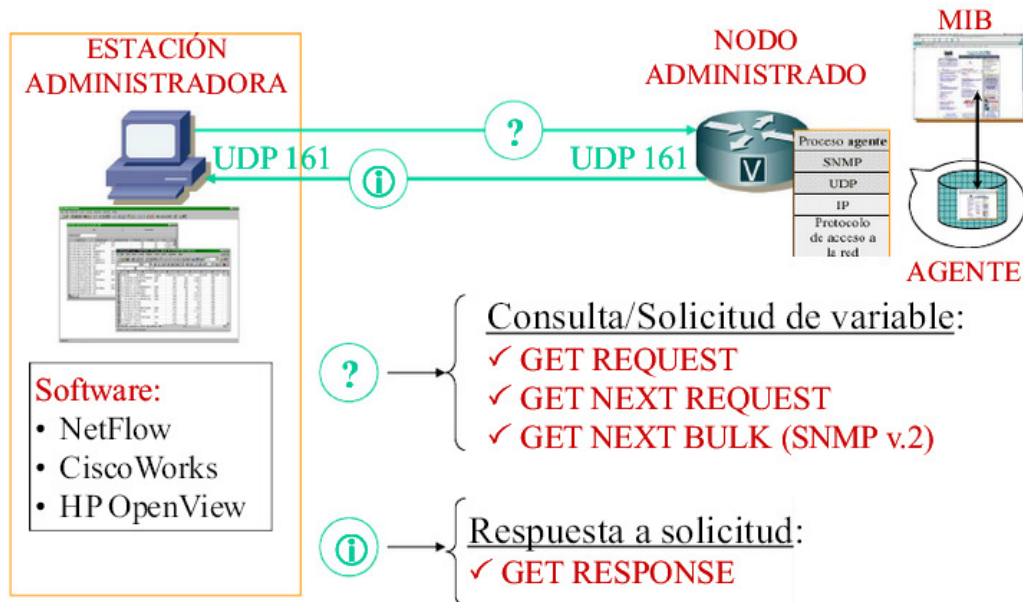 ESTACIÓN
ADMINISTRADORA
NODO
ADMINISTRADO
MIB
?
UDP 161
UDP 161
i
V
Proceso agente
SNMP
UDP
IP
Protocolo
de acceso a
la red
AGENTE
Software:
• NetFlow
• CiscoWorks
• HP OpenView
?
Consulta/Solicitud de variable:
✓ GET REQUEST
✓ GET NEXT REQUEST
✓ GET NEXT BULK (SNMP v.2)
i
Respuesta a solicitud:
✓ GET RESPONSE